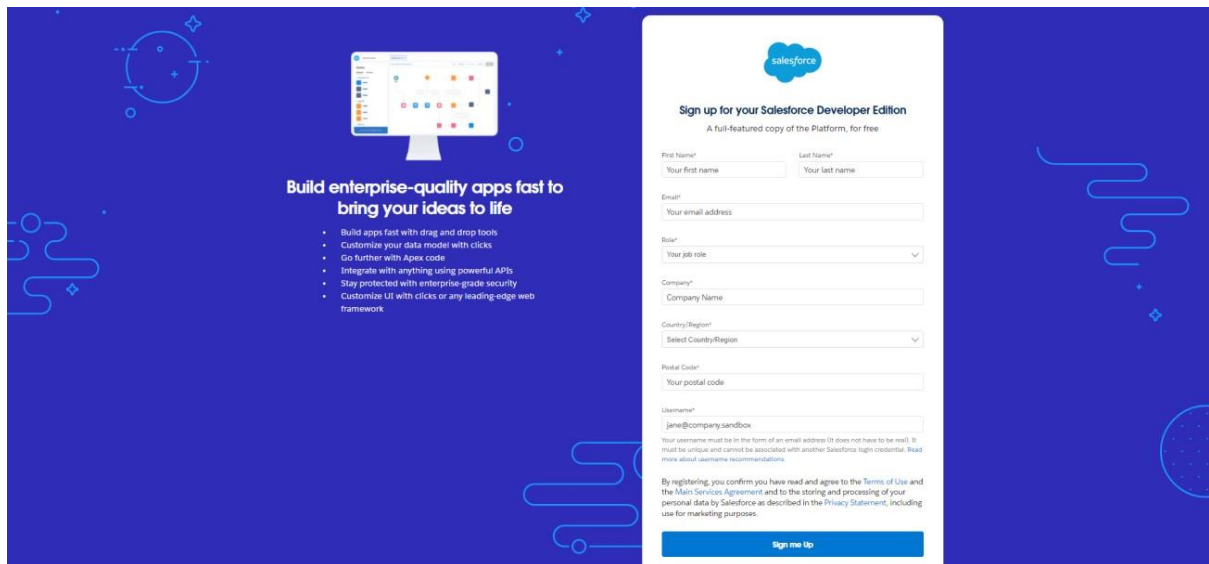 Build enterprise-quality apps fast to
bring your ideas to life
Build apps fast with drag and drop tools
Customize your data model with clicks
Go further with Apex code
Integrate with anything using powerful APIs
Stay protected with enterprise-grade security
Customize UI with clicks or any leading-edge web
framework
salesforce
Sign up for your Salesforce Developer Edition
A full-featured copy of the Platform, for free
First Name* Last Name*
Your first name Your last name
Email*
Your email address
Role*
Your job role
Company*
Company Name
Country/Region*
Select Country/Region
Postal Code*
Your postal code
Username*
jane@company.sandbox
Your username must be in the form of an email address (It does not have to be real). It
must be unique and cannot be associated with another Salesforce login credential. Read
more about username recommendations.
By registering, you confirm you have read and agree to the Terms of Use and
the Main Services Agreement and to the storing and processing of your
personal data by Salesforce as described in the Privacy Statement, including
use for marketing purposes.
Sign me Up